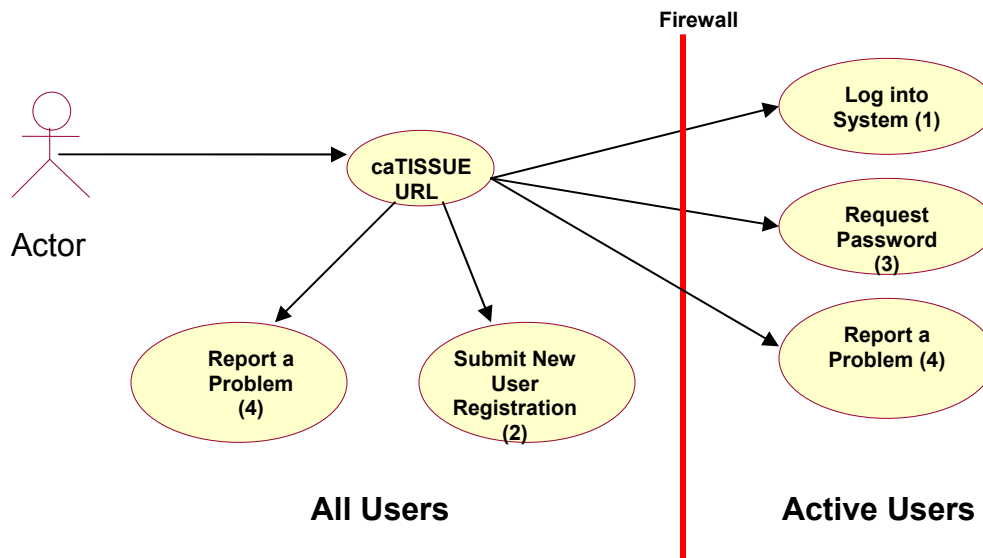 Firewall
Log into
System (1)
caTISSUE
URL
Actor
Request
Password
(3)
Report a
Problem
(4)
Submit New
User
Registration
(2)
Report a
Problem (4)
All Users
Active Users